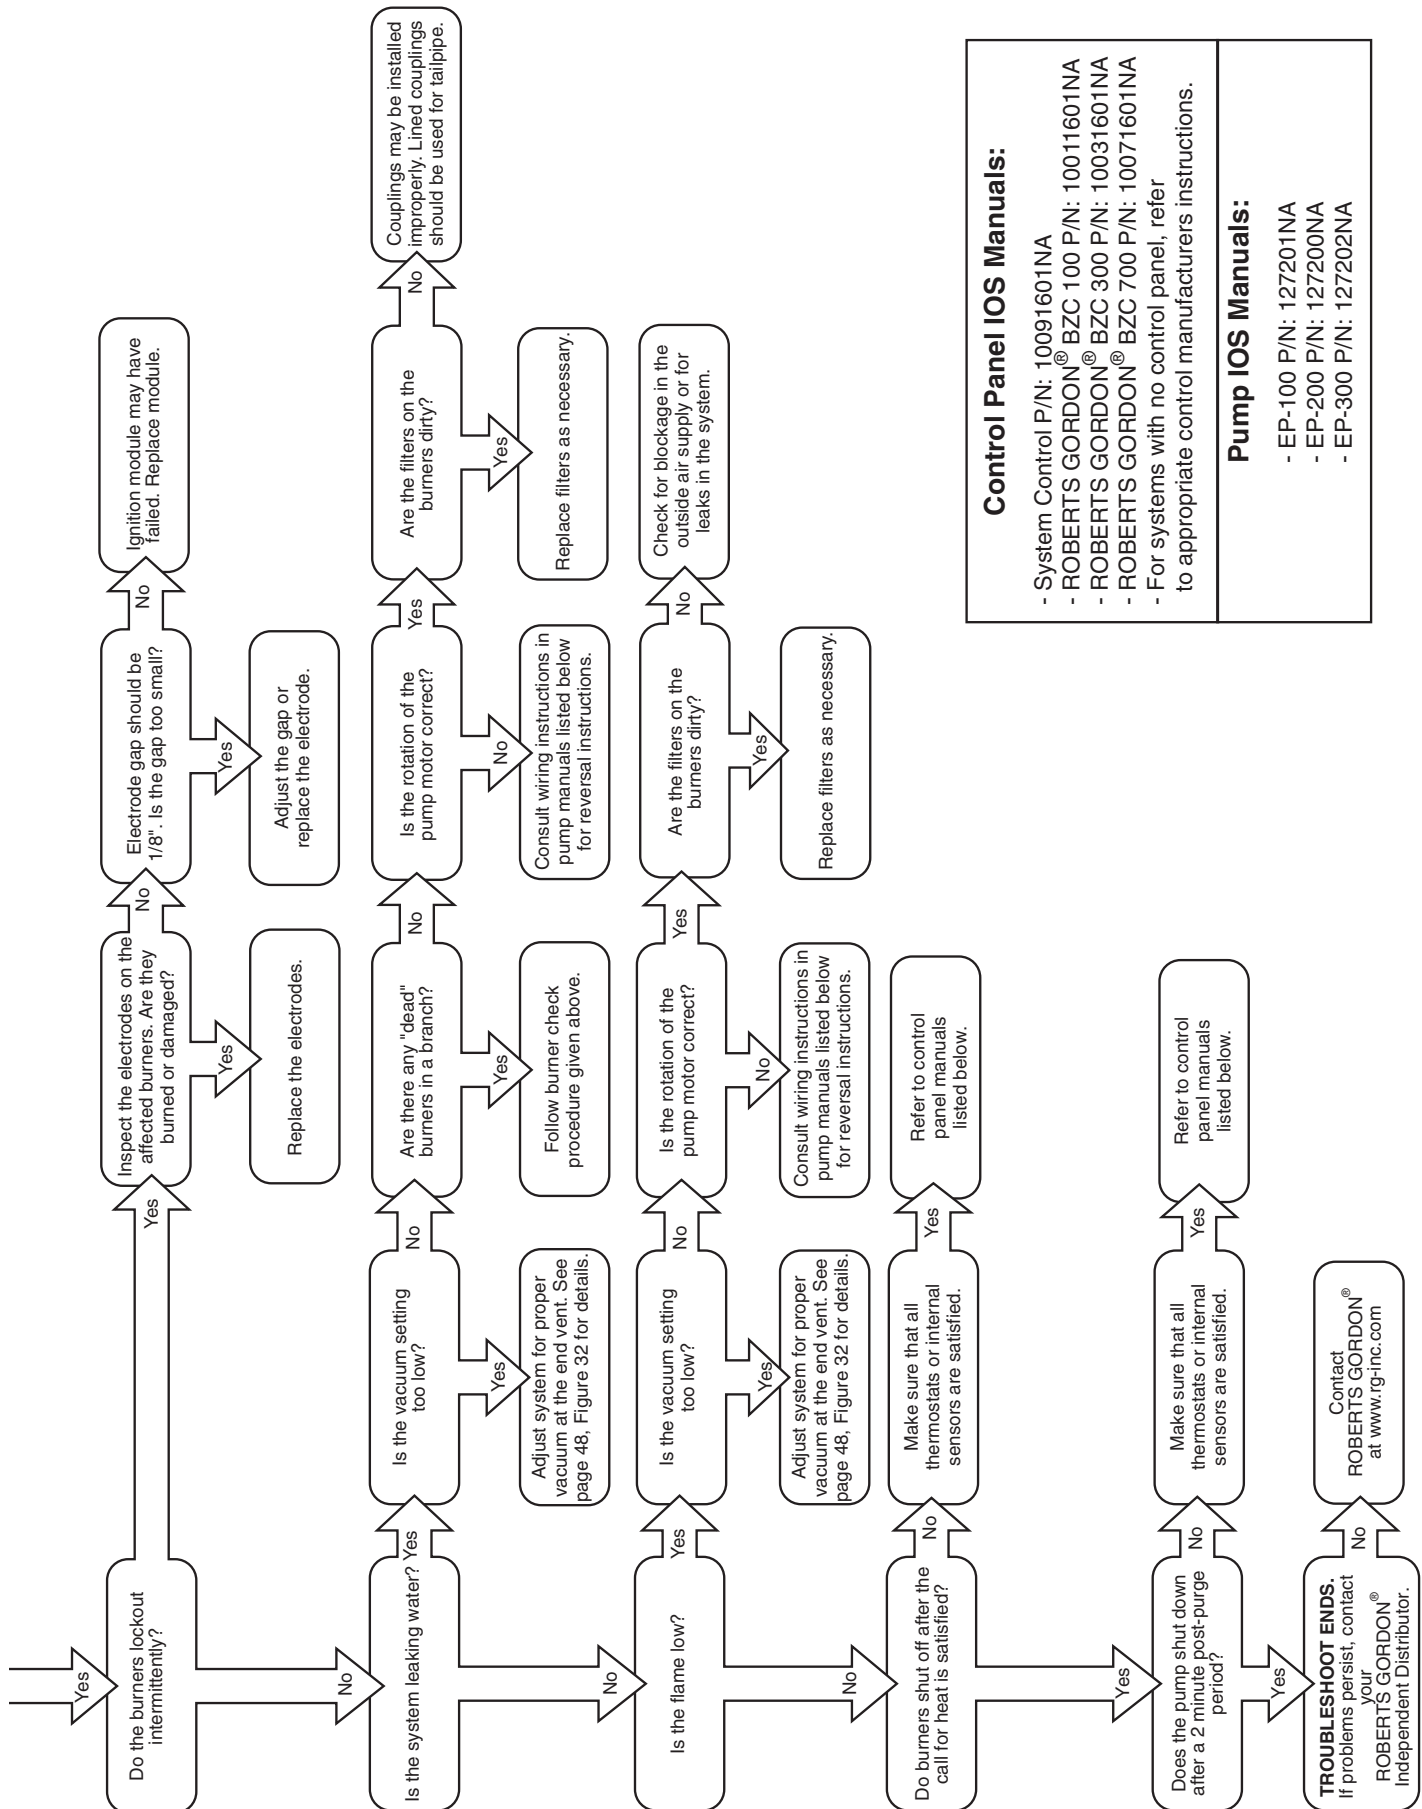 Yes
Do the burners lockout
intermittently?
Yes
Inspect the electrodes on the
affected burners. Are they
burned or damaged?
No
Electrode gap should be
1/8". Is the gap too small?
No
Ignition module may have
failed. Replace module.
Yes
Replace the electrodes.
Yes
Adjust the gap or
replace the electrode.
No
Is the system leaking water?
Yes
Is the vacuum setting
too low?
No
Are there any "dead"
burners in a branch?
No
Is the rotation of the
pump motor correct?
Yes
Are the filters on the
burners dirty?
No
Couplings may be installed
improperly. Lined couplings
should be used for tailpipe.
Yes
Adjust system for proper
vacuum at the end vent. See
page 48, Figure 32 for details.
Yes
Follow burner check
procedure given above.
No
Consult wiring instructions in
pump manuals listed below
for reversal instructions.
Yes
Replace filters as necessary.
No
Is the flame low?
Yes
Is the vacuum setting
too low?
No
Is the rotation of the
pump motor correct?
Yes
Are the filters on the
burners dirty?
No
Check for blockage in the
outside air supply or for
leaks in the system.
Yes
Adjust system for proper
vacuum at the end vent. See
page 48, Figure 32 for details.
No
Consult wiring instructions in
pump manuals listed below
for reversal instructions.
Yes
Replace filters as necessary.
No
Do burners shut off after the
call for heat is satisfied?
No
Make sure that all
thermostats or internal
sensors are satisfied.
Yes
Refer to control
panel manuals
listed below.
Yes
Does the pump shut down
after a 2 minute post-purge
period?
No
Make sure that all
thermostats or internal
sensors are satisfied.
Yes
Refer to control
panel manuals
listed below.
Yes
TROUBLESHOOT ENDS.
If problems persist, contact
your
ROBERTS GORDON®
Independent Distributor.
No
Contact
ROBERTS GORDON®
at www.rg-inc.com
Control Panel IOS Manuals:
- System Control P/N: 10091601NA
- ROBERTS GORDON® BZC 100 P/N: 10011601NA
- ROBERTS GORDON® BZC 300 P/N: 10031601NA
- ROBERTS GORDON® BZC 700 P/N: 10071601NA
- For systems with no control panel, refer
to appropriate control manufacturers instructions.
Pump IOS Manuals:
- EP-100 P/N: 127201NA
- EP-200 P/N: 127200NA
- EP-300 P/N: 127202NA